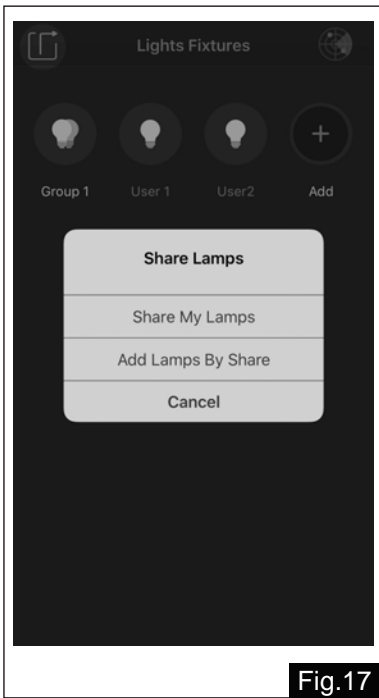 Lights Fixtures
Group 1 User 1 User2 Add
Share Lamps
Share My Lamps
Add Lamps By Share
Cancel
Fig.17